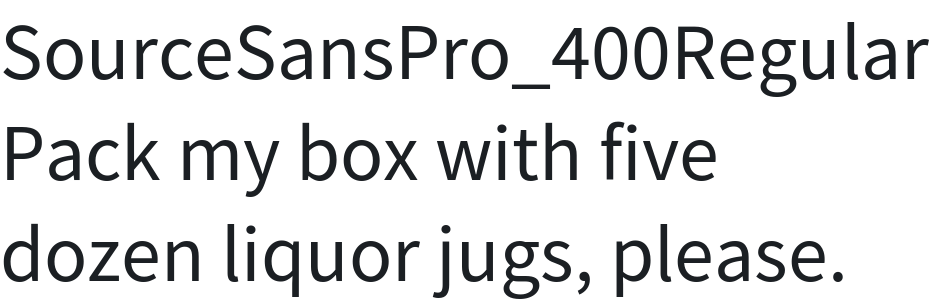 SourceSansPro_400Regular
Pack my box with five
dozen liquor jugs, please.